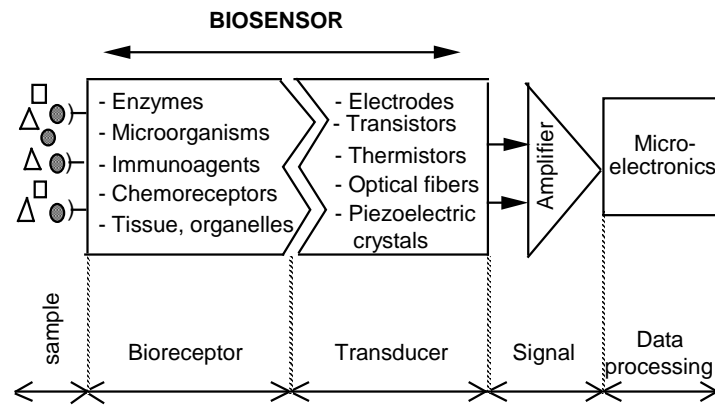 BIOSENSOR
- Enzymes
- Microorganisms
- Immunoagents
- Chemoreceptors
- Tissue, organelles
- Electrodes
- Transistors
- Thermistors
- Optical fibers
- Piezoelectric
crystals
Amplifier
Micro-
electronics
sample
Bioreceptor
Transducer
Signal
Data
processing